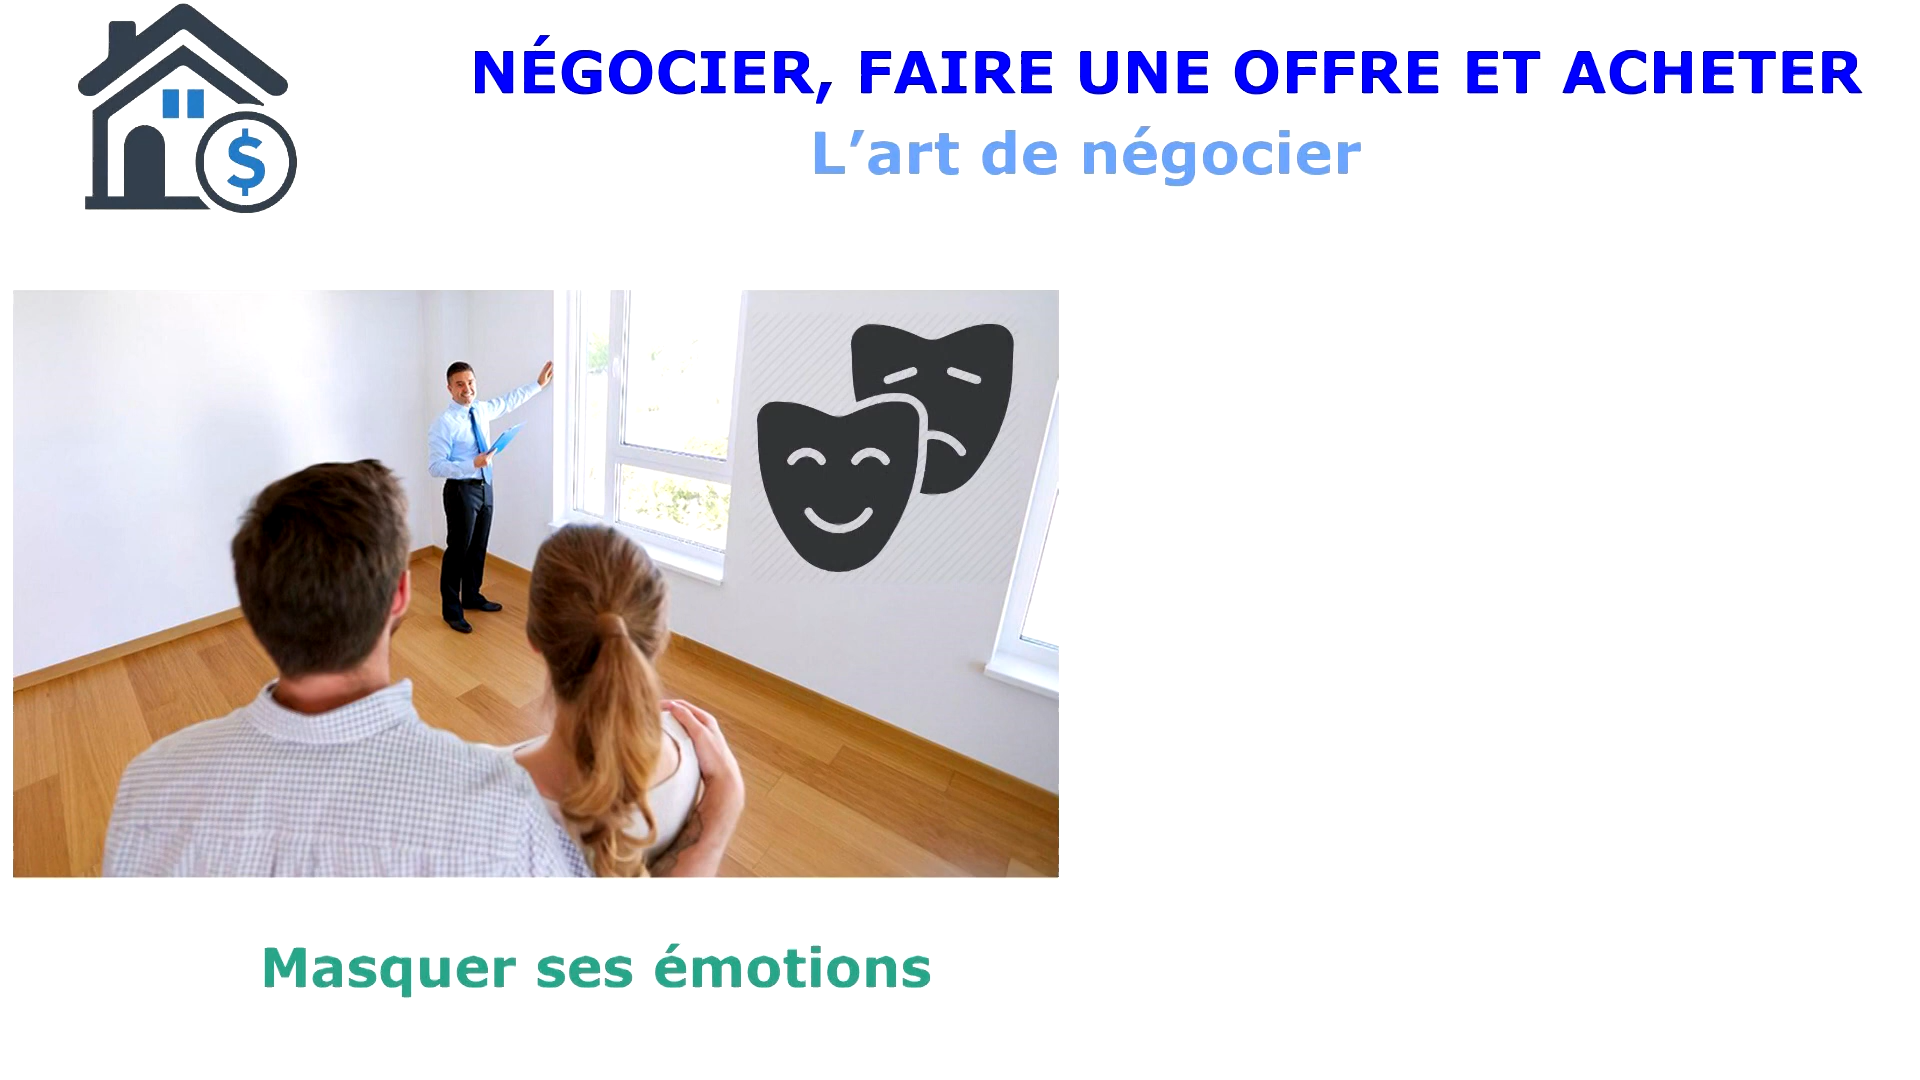 NÉGOCIER, FAIRE UNE OFFRE ET ACHETER
L’art de négocier
$
Masquer ses émotions